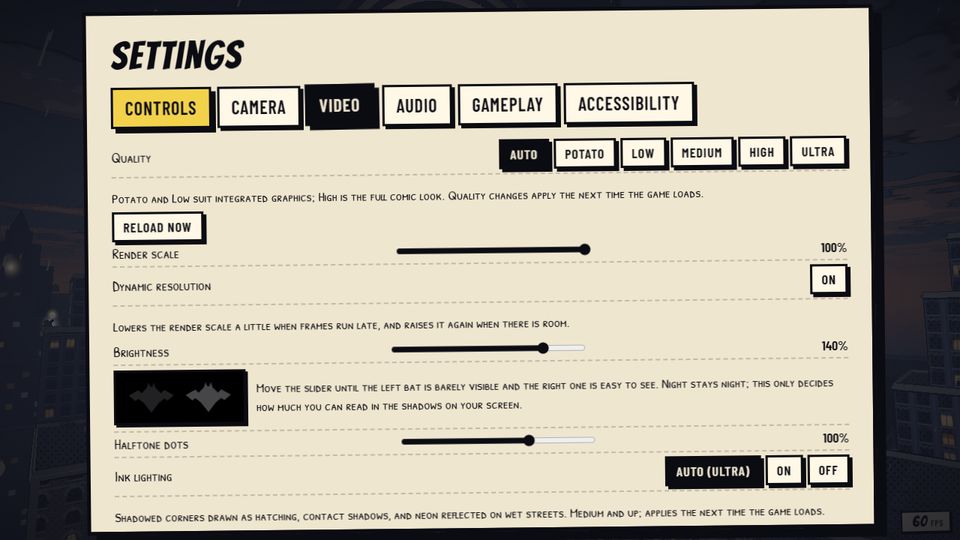 SETTINGS
CONTROLS CAMERA VIDEO AUDIO GAMEPLAY ACCESSIBILITY
QUALITY AUTO POTATO LOW MEDIUM HIGH ULTRA
POTATO AND LOW SUIT INTEGRATED GRAPHICS; HIGH IS THE FULL COMIC LOOK. QUALITY CHANGES APPLY THE NEXT TIME THE GAME LOADS.
RELOAD NOW
RENDER SCALE 100%
DYNAMIC RESOLUTION ON
LOWERS THE RENDER SCALE A LITTLE WHEN FRAMES RUN LATE, AND RAISES IT AGAIN WHEN THERE IS ROOM.
BRIGHTNESS 140%
MOVE THE SLIDER UNTIL THE LEFT BAT IS BARELY VISIBLE AND THE RIGHT ONE IS EASY TO SEE. NIGHT STAYS NIGHT; THIS ONLY DECIDES
HOW MUCH YOU CAN READ IN THE SHADOWS ON YOUR SCREEN.
HALFTONE DOTS 100%
INK LIGHTING AUTO (ULTRA) ON OFF
SHADOWED CORNERS DRAWN AS HATCHING, CONTACT SHADOWS, AND NEON REFLECTED ON WET STREETS. MEDIUM AND UP; APPLIES THE NEXT TIME THE GAME LOADS.
60 FPS